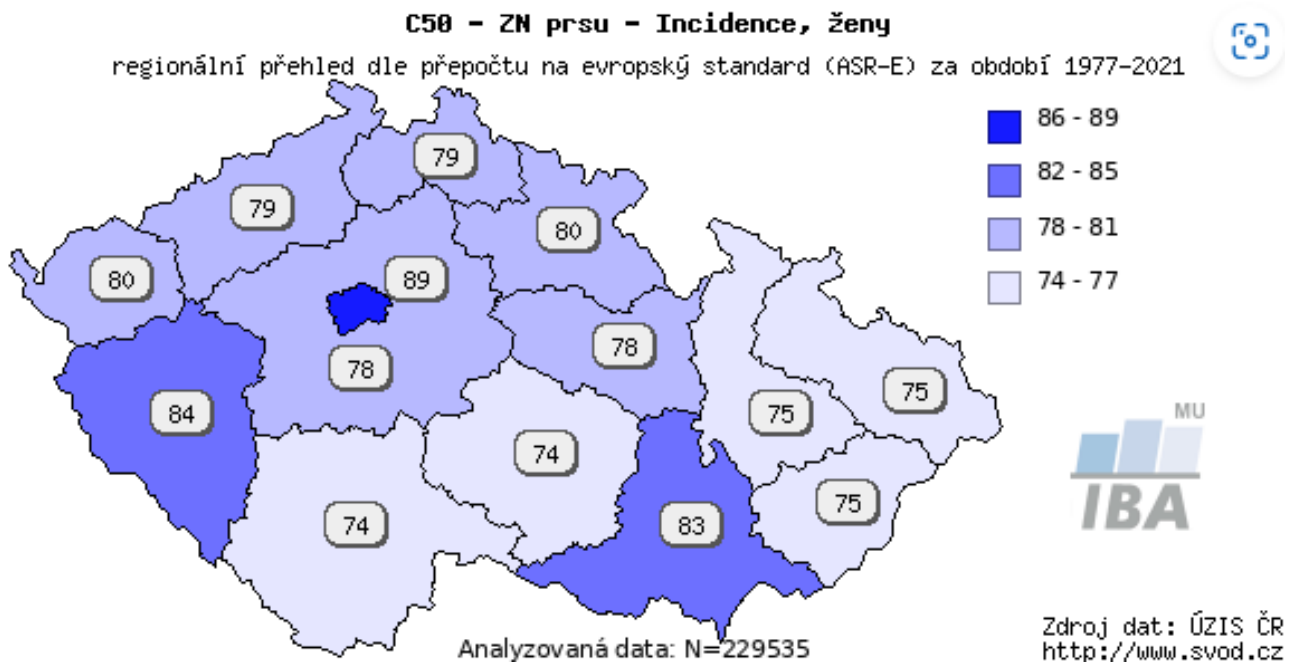 C50 - ZN prsu - Incidence, ženy
regionální přehled dle přepočtu na evropský standard (ASR-E) za období 1977-2021
86 - 89
82 - 85
78 - 81
74 - 77
79
79
80
80
89
78
78
84
75
75
74
75
74
83
MU
IBA
Analyzovaná data: N=229535
Zdroj dat: ÚZIS ČR
http://www.svod.cz